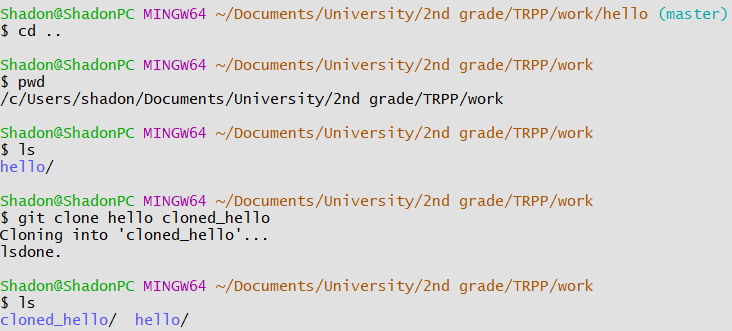 Shadon@ShadonPC MINGW64 ~/Documents/University/2nd grade/TRPP/work/hello (master)
$ cd ..
Shadon@ShadonPC MINGW64 ~/Documents/University/2nd grade/TRPP/work
$ pwd
/c/Users/shadon/Documents/University/2nd grade/TRPP/work
Shadon@ShadonPC MINGW64 ~/Documents/University/2nd grade/TRPP/work
$ ls
hello/
Shadon@ShadonPC MINGW64 ~/Documents/University/2nd grade/TRPP/work
$ git clone hello cloned_hello
Cloning into 'cloned_hello'...
lsdone.
Shadon@ShadonPC MINGW64 ~/Documents/University/2nd grade/TRPP/work
$ ls
cloned_hello/  hello/